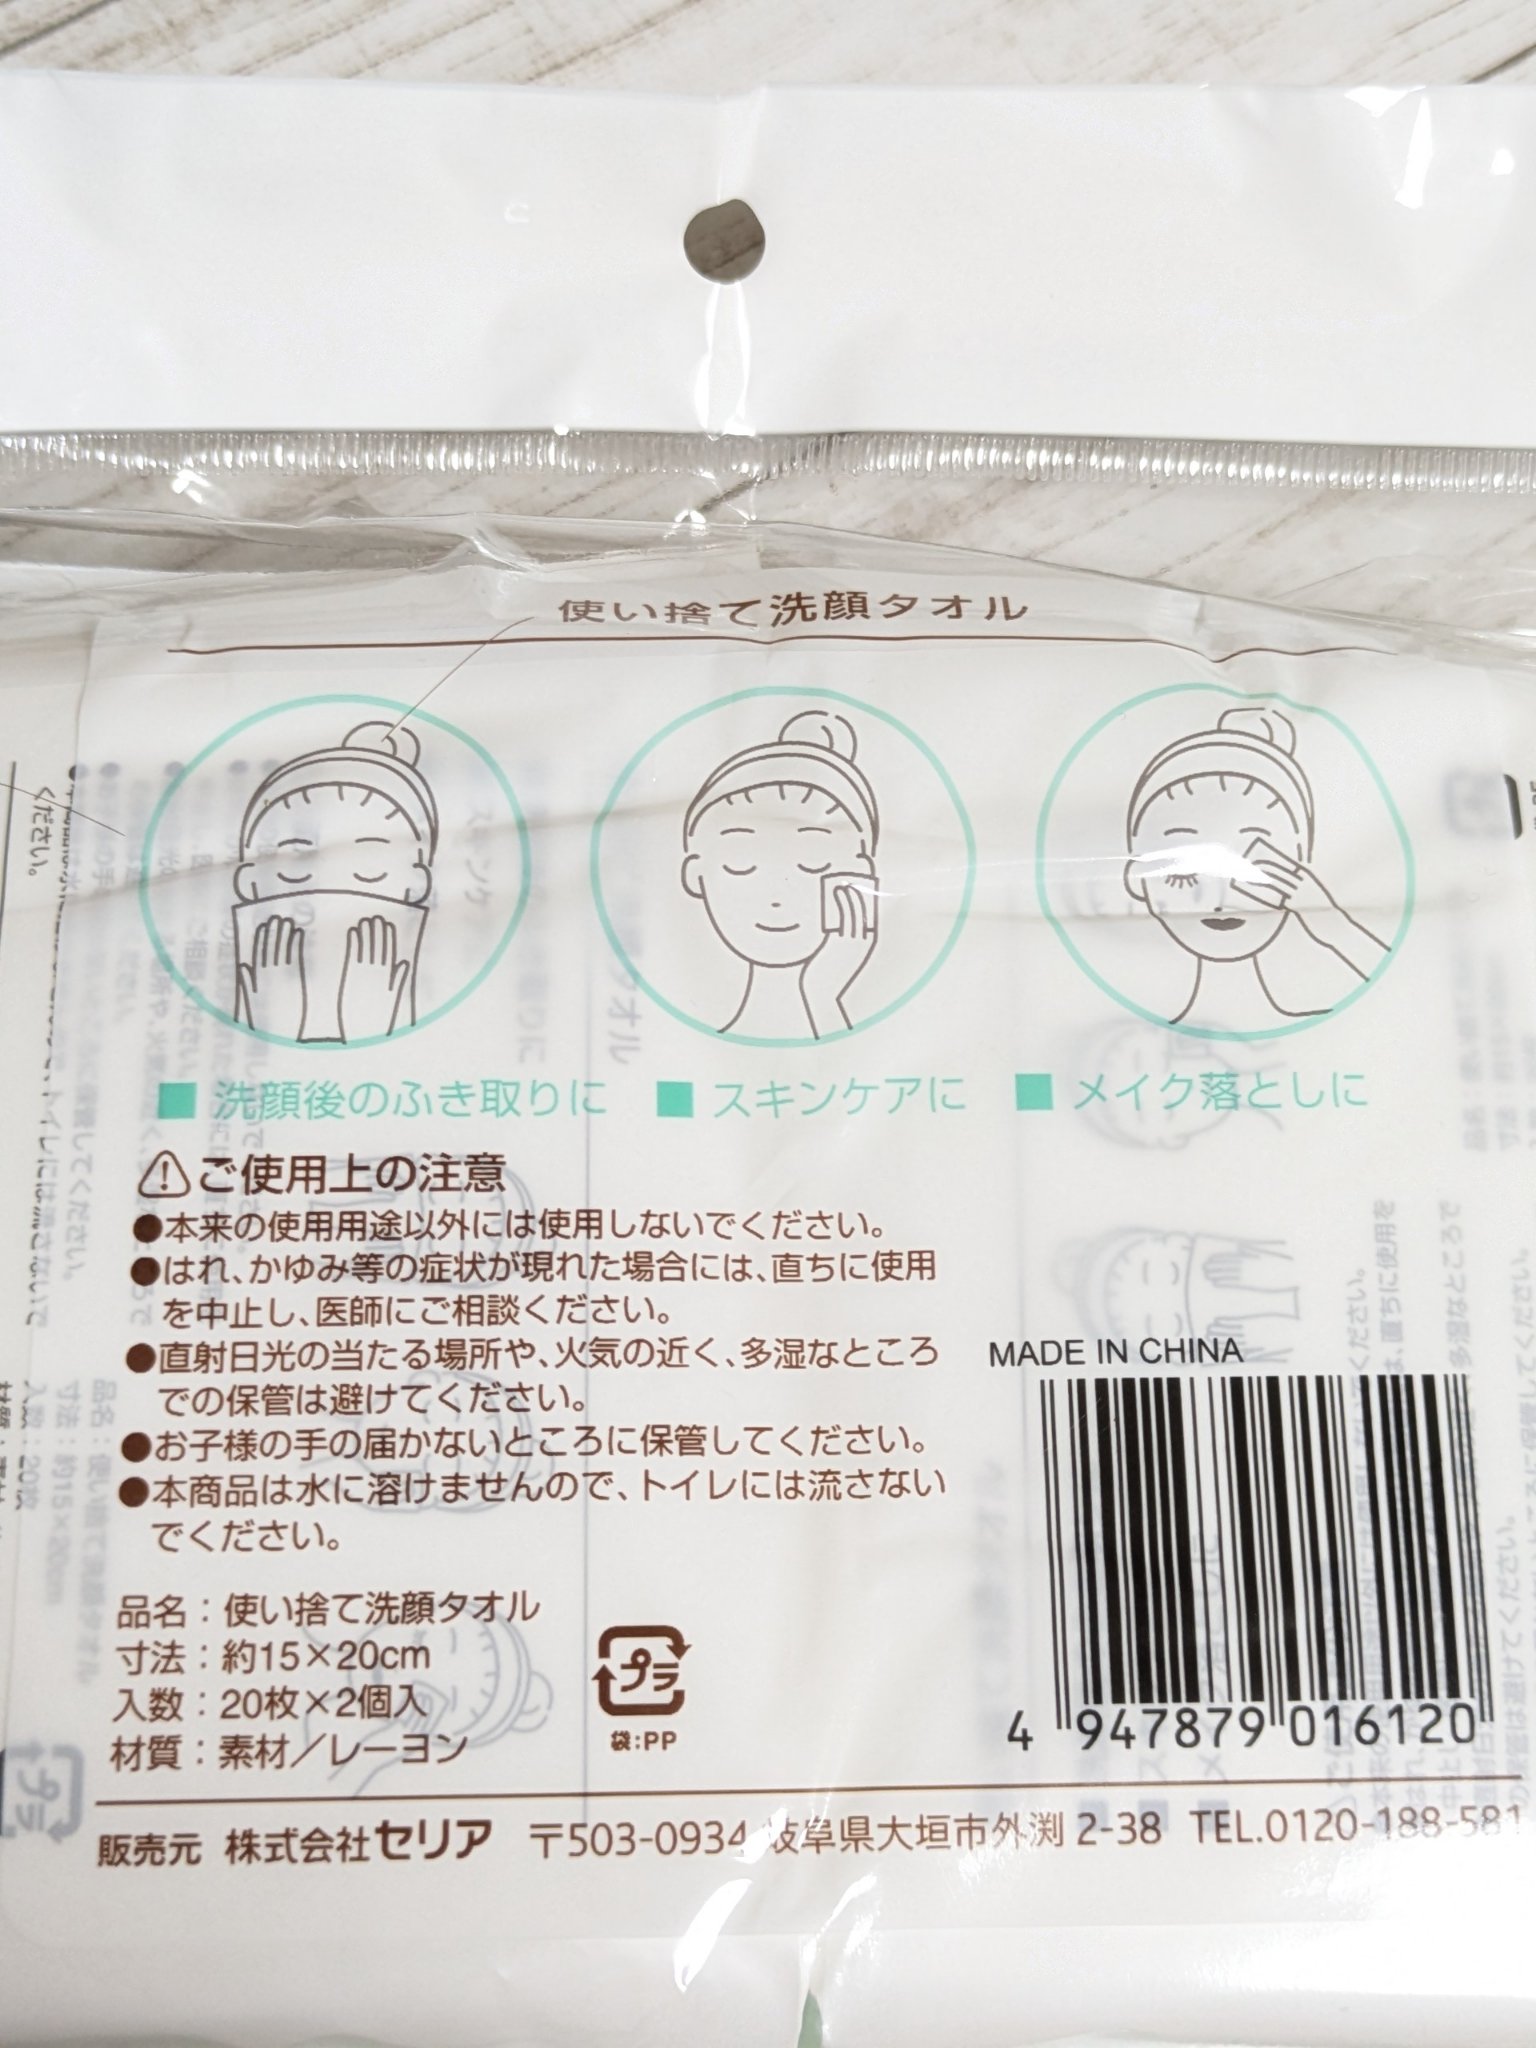 使い捨て洗顔タオル
■ 洗顔後のふき取りに ■ スキンケアに ■ メイク落としに
⚠ご使用上の注意
●本来の使用用途以外には使用しないでください。
●はれ、かゆみ等の症状が現れた場合には、直ちに使用
を中止し、医師にご相談ください。
●直射日光の当たる場所や、火気の近く、多湿なところ
での保管は避けてください。
●お子様の手の届かないところに保管してください。
●本商品は水に溶けませんので、トイレには流さない
でください。
品名：使い捨て洗顔タオル
寸法：約15×20cm
入数：20枚×2個入
材質：素材／レーヨン
プラ
袋:PP
MADE IN CHINA
4 947879 016120
販売元 株式会社セリア 〒503-0934 岐阜県大垣市外渕 2-38 TEL.0120-188-581